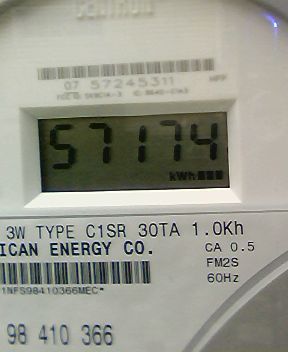 07 57245311
57174
kWh
3W TYPE C1SR 30TA 1.0Kh
ICAN ENERGY CO.
CA 0.5
FM2S
60Hz
1NFS98410366MEC*
98 410 366